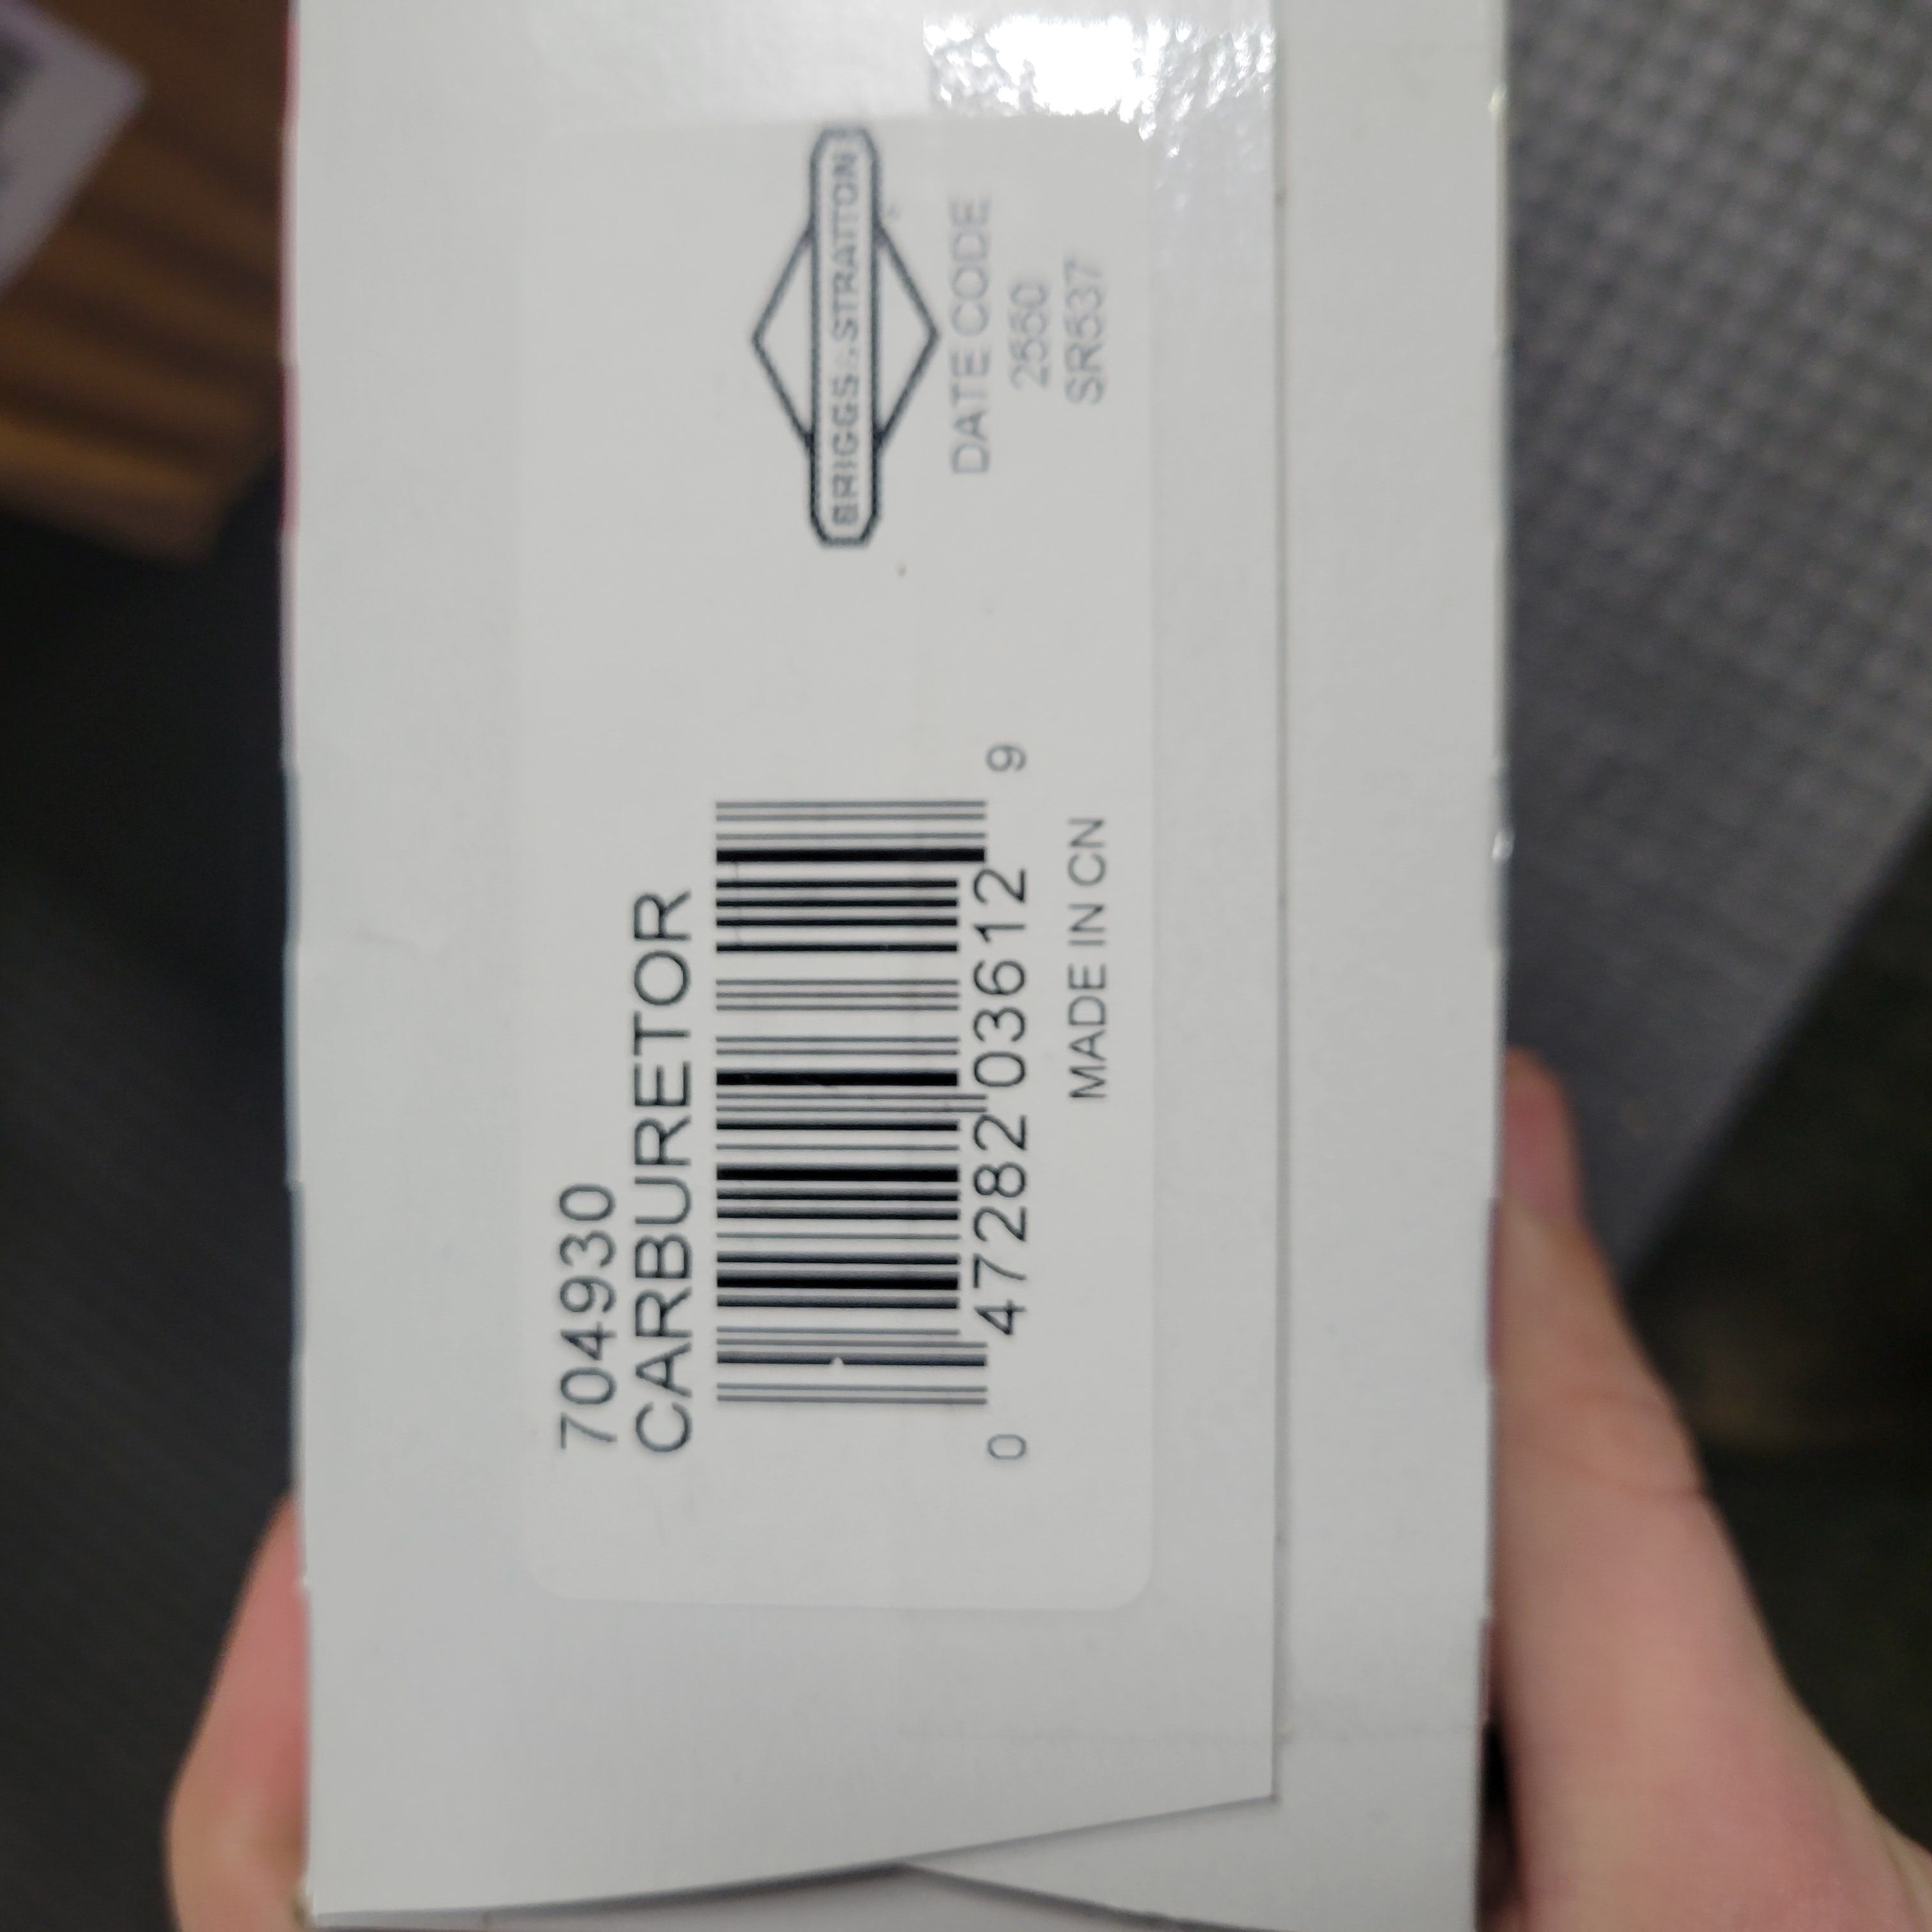 704930
CARBURETOR
0 47282 03612 9
MADE IN CN
BRIGGS & STRATTON
DATE CODE
2550
SR537